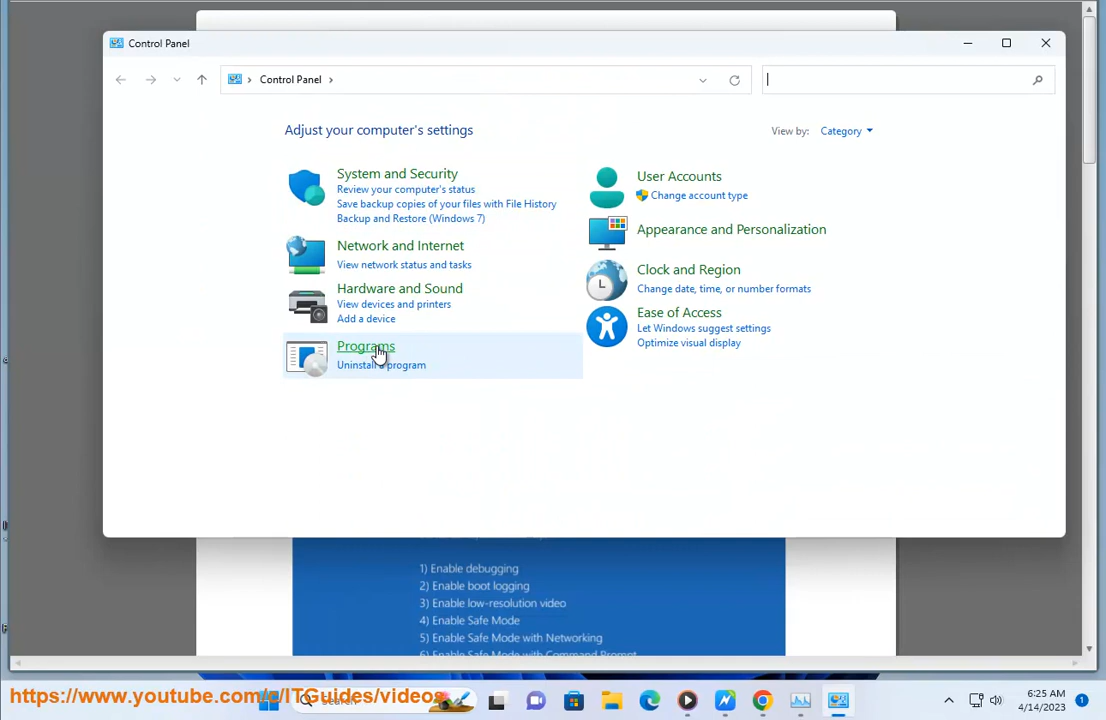 Control Panel
Control Panel
Adjust your computer's settings
View by: Category
System and Security
Review your computer's status
Save backup copies of your files with File History
Backup and Restore (Windows 7)
Network and Internet
View network status and tasks
Hardware and Sound
View devices and printers
Add a device
Programs
Uninstall a program
User Accounts
Change account type
Appearance and Personalization
Clock and Region
Change date, time, or number formats
Ease of Access
Let Windows suggest settings
Optimize visual display
1) Enable debugging
2) Enable boot logging
3) Enable low-resolution video
4) Enable Safe Mode
5) Enable Safe Mode with Networking
6) Enable Safe Mode with Command Prompt
https://www.youtube.com/c/ITGuides/videos
Search
6:25 AM
4/14/2023
1